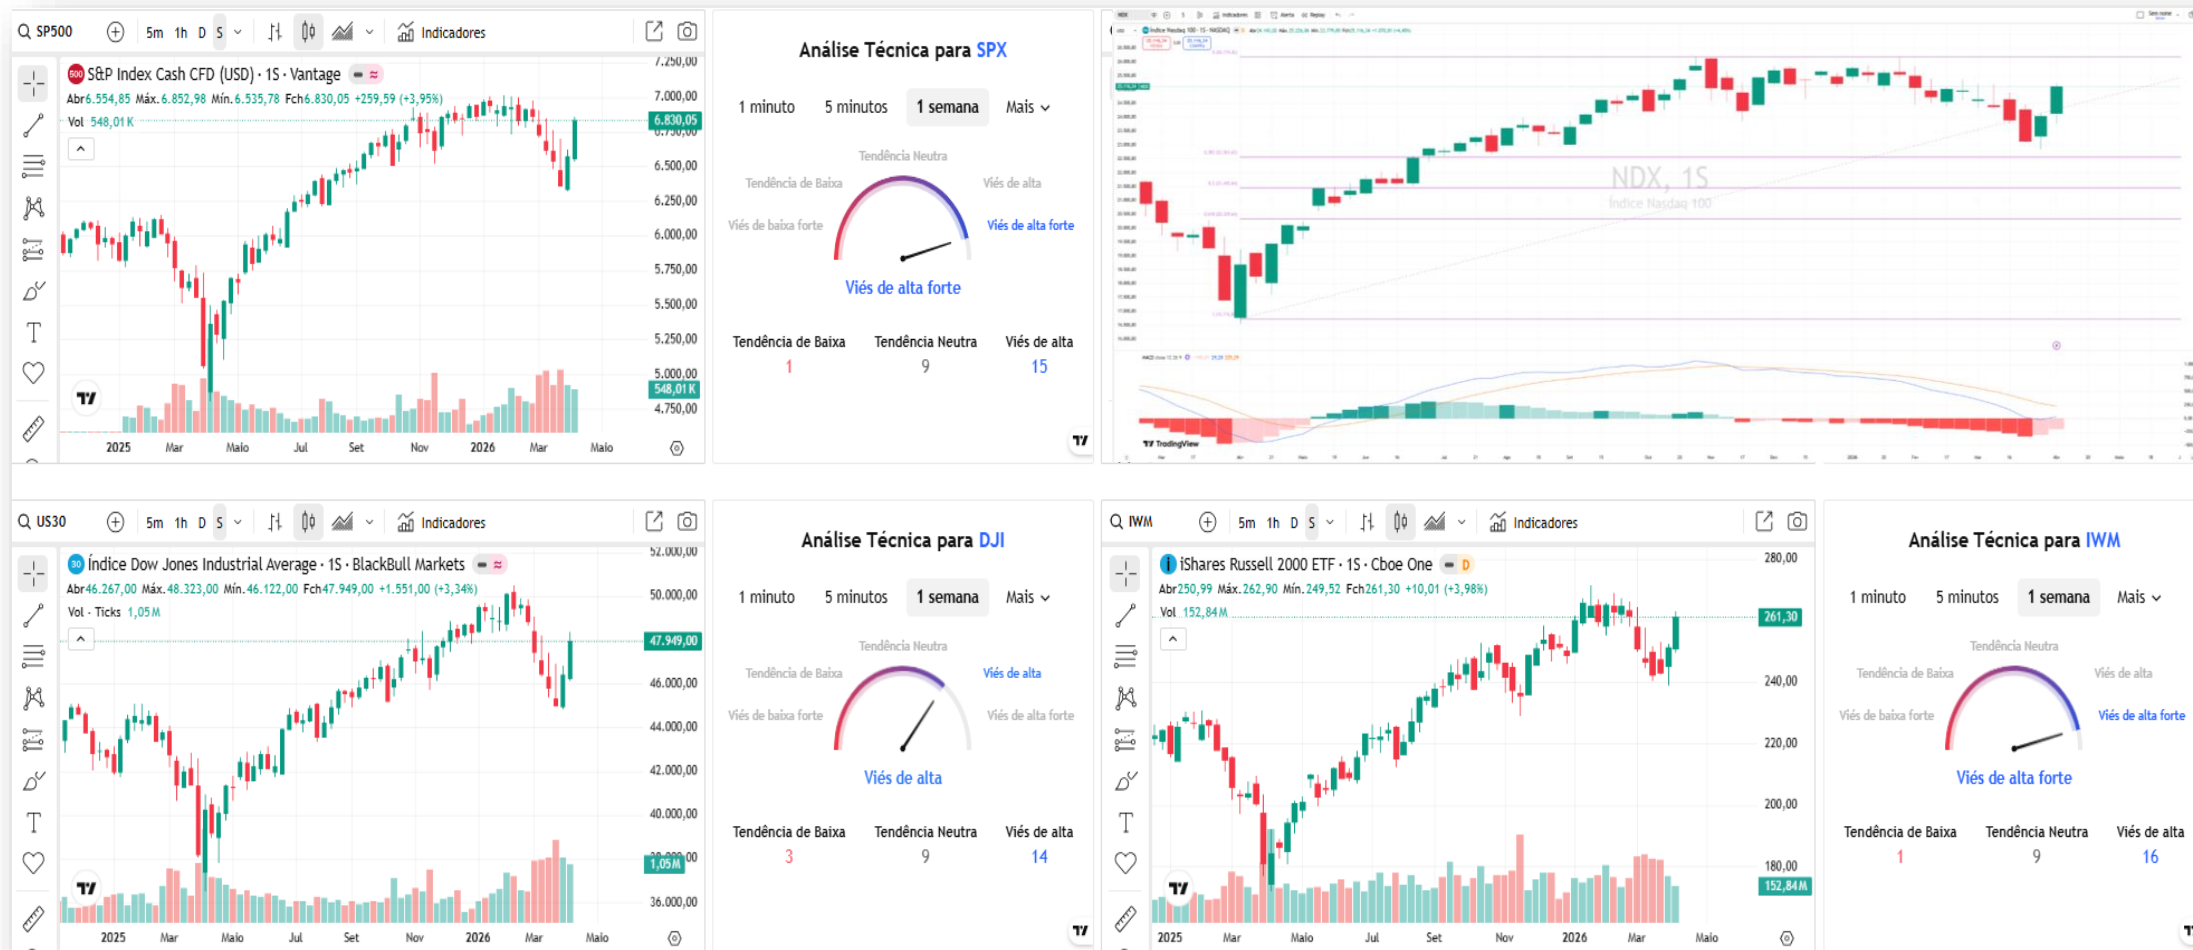 SP500 5m 1h D S Indicadores
S&P Index Cash CFD (USD) · 1S · Vantage
Abr6.554,85 Máx.6.852,98 Mín.6.535,78 Fch6.830,05 +259,59 (+3,95%)
Vol 548,01 K
7.250,00
7.000,00
6.830,05
6.750,00
6.500,00
6.250,00
6.000,00
5.750,00
5.500,00
5.250,00
5.000,00
548,01 K
4.750,00
2025 Mar Maio Jul Set Nov 2026 Mar Maio
Análise Técnica para SPX
1 minuto 5 minutos 1 semana Mais
Tendência Neutra
Tendência de Baixa Viés de alta
Viés de baixa forte Viés de alta forte
Viés de alta forte
Tendência de Baixa Tendência Neutra Viés de alta
1 9 15
NDX Indicadores Alerta Replay
Índice Nasdaq 100 · 1S · NASDAQ
NDX, 1S
Índice Nasdaq 100
TradingView
US30 5m 1h D S Indicadores
Índice Dow Jones Industrial Average · 1S · BlackBull Markets
Abr46.267,00 Máx.48.323,00 Mín.46.122,00 Fch47.949,00 +1.551,00 (+3,34%)
Vol · Ticks 1,05 M
52.000,00
50.000,00
47.949,00
46.000,00
44.000,00
42.000,00
40.000,00
1,05 M
36.000,00
2025 Mar Maio Jul Set Nov 2026 Mar Maio
Análise Técnica para DJI
1 minuto 5 minutos 1 semana Mais
Tendência Neutra
Tendência de Baixa Viés de alta
Viés de baixa forte Viés de alta forte
Viés de alta
Tendência de Baixa Tendência Neutra Viés de alta
3 9 14
IWM 5m 1h D S Indicadores
iShares Russell 2000 ETF · 1S · Cboe One D
Abr250,99 Máx.262,90 Mín.249,52 Fch261,30 +10,01 (+3,98%)
Vol 152,84 M
280,00
261,30
240,00
220,00
200,00
180,00
152,84 M
2025 Mar Maio Jul Set Nov 2026 Mar Maio
Análise Técnica para IWM
1 minuto 5 minutos 1 semana Mais
Tendência Neutra
Tendência de Baixa Viés de alta
Viés de baixa forte Viés de alta forte
Viés de alta forte
Tendência de Baixa Tendência Neutra Viés de alta
1 9 16